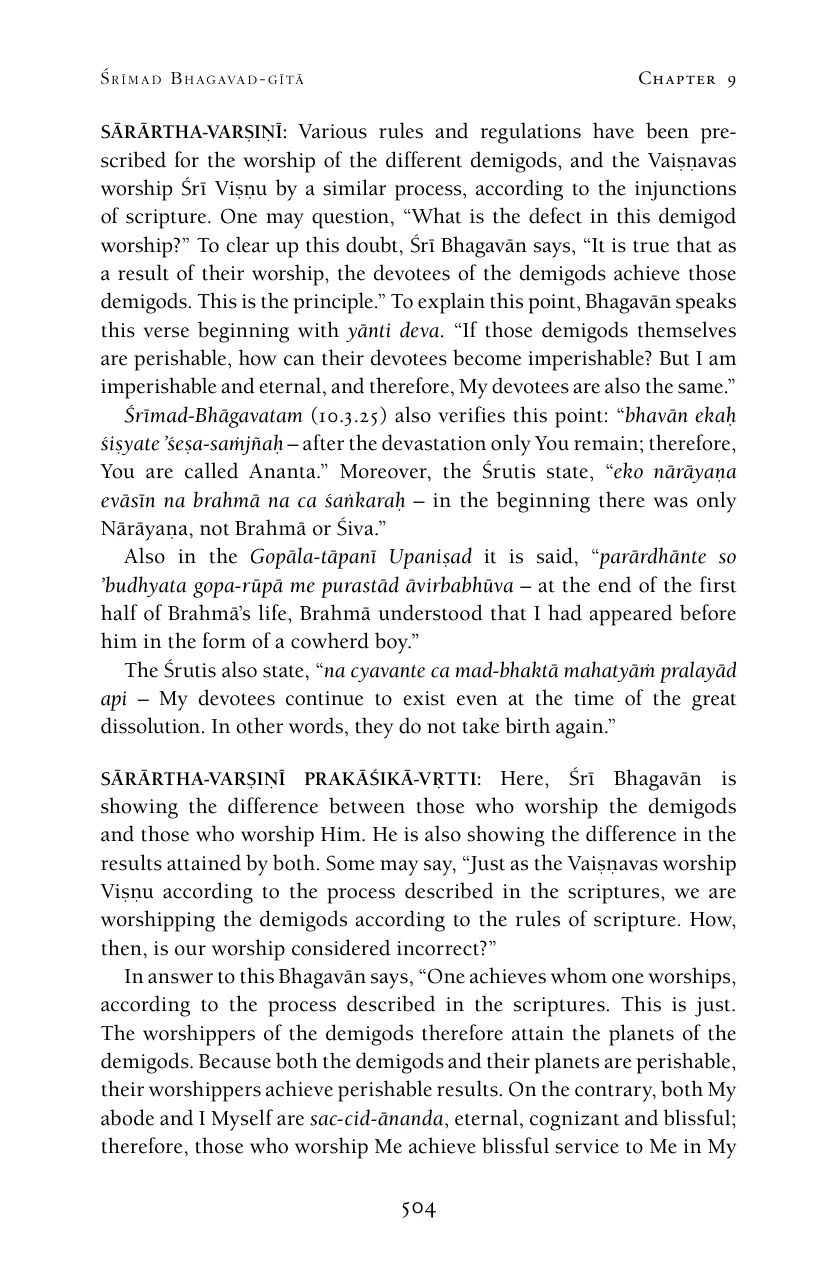 Śrīmad Bhagavad-gītā Chapter 9
SĀRĀRTHA-VARṢIṆĪ: Various rules and regulations have been pre-
scribed for the worship of the different demigods, and the Vaiṣṇavas
worship Śrī Viṣṇu by a similar process, according to the injunctions
of scripture. One may question, “What is the defect in this demigod
worship?” To clear up this doubt, Śrī Bhagavān says, “It is true that as
a result of their worship, the devotees of the demigods achieve those
demigods. This is the principle.” To explain this point, Bhagavān speaks
this verse beginning with yānti deva. “If those demigods themselves
are perishable, how can their devotees become imperishable? But I am
imperishable and eternal, and therefore, My devotees are also the same.”
Śrīmad-Bhāgavatam (10.3.25) also verifies this point: “bhavān ekaḥ
śiṣyate ’śeṣa-saṁjñaḥ – after the devastation only You remain; therefore,
You are called Ananta.” Moreover, the Śrutis state, “eko nārāyaṇa
evāsīn na brahmā na ca śaṅkaraḥ – in the beginning there was only
Nārāyaṇa, not Brahmā or Śiva.”
Also in the Gopāla-tāpanī Upaniṣad it is said, “parārdhānte so
’budhyata gopa-rūpā me purastād āvirbabhūva – at the end of the first
half of Brahmā’s life, Brahmā understood that I had appeared before
him in the form of a cowherd boy.”
The Śrutis also state, “na cyavante ca mad-bhaktā mahatyāṁ pralayād
api – My devotees continue to exist even at the time of the great
dissolution. In other words, they do not take birth again.”
SĀRĀRTHA-VARṢIṆĪ PRAKĀŚIKĀ-VṚTTI: Here, Śrī Bhagavān is
showing the difference between those who worship the demigods
and those who worship Him. He is also showing the difference in the
results attained by both. Some may say, “Just as the Vaiṣṇavas worship
Viṣṇu according to the process described in the scriptures, we are
worshipping the demigods according to the rules of scripture. How,
then, is our worship considered incorrect?”
In answer to this Bhagavān says, “One achieves whom one worships,
according to the process described in the scriptures. This is just.
The worshippers of the demigods therefore attain the planets of the
demigods. Because both the demigods and their planets are perishable,
their worshippers achieve perishable results. On the contrary, both My
abode and I Myself are sac-cid-ānanda, eternal, cognizant and blissful;
therefore, those who worship Me achieve blissful service to Me in My
504